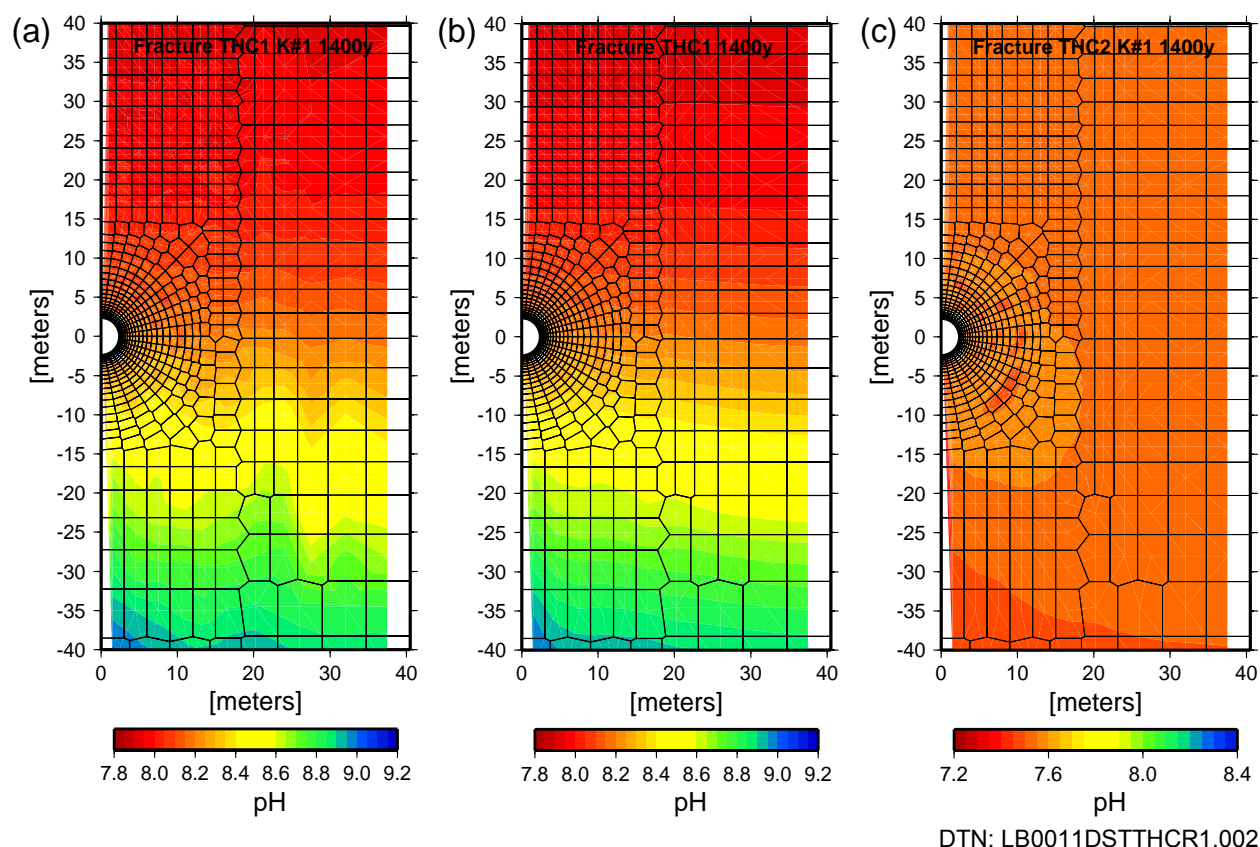 (a)
Fracture THC1 K#1 1400y
40
35
30
25
20
15
10
5
0
-5
-10
-15
-20
-25
-30
-35
-40
[meters]
0 10 20 30 40
[meters]
7.8 8.0 8.2 8.4 8.6 8.8 9.0 9.2
pH
(b)
Fracture THC1 1400y
40
35
30
25
20
15
10
5
0
-5
-10
-15
-20
-25
-30
-35
-40
[meters]
0 10 20 30 40
[meters]
7.8 8.0 8.2 8.4 8.6 8.8 9.0 9.2
pH
(c)
Fracture THC2 K#1 1400y
40
35
30
25
20
15
10
5
0
-5
-10
-15
-20
-25
-30
-35
-40
[meters]
0 10 20 30 40
[meters]
7.2 7.6 8.0 8.4
pH
DTN: LB0011DSTTHCR1.002